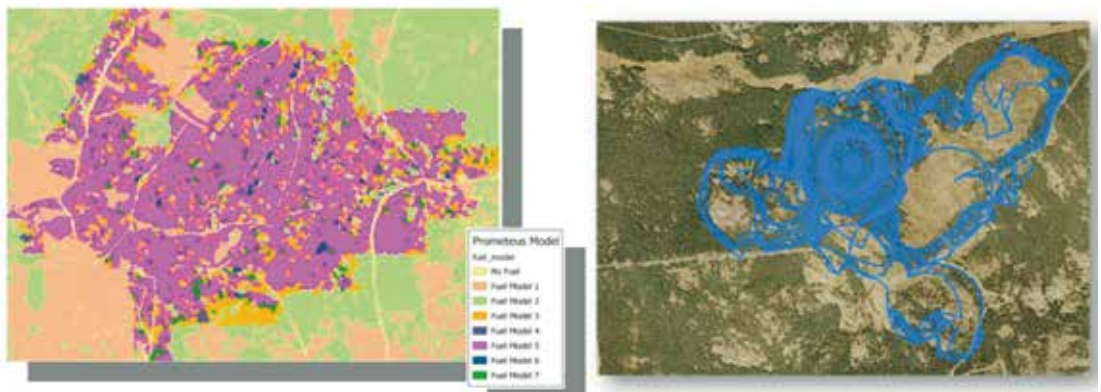 Prometeus Model
fuel_model
No Fuel
Fuel Model 1
Fuel Model 2
Fuel Model 3
Fuel Model 4
Fuel Model 5
Fuel Model 6
Fuel Model 7